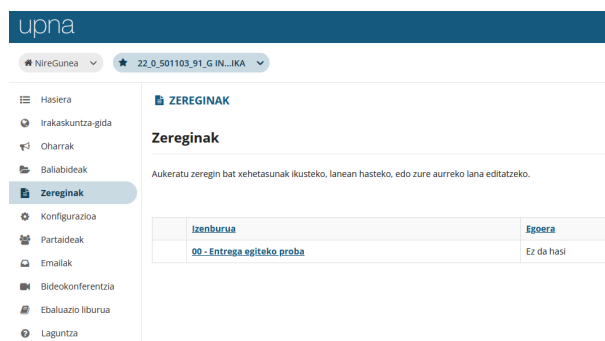 upna
NireGunea
22_0_501103_91_G IN...IKA
Hasiera
Irakaskuntza-gida
Oharrak
Baliabideak
Zereginak
Konfigurazioa
Partaideak
Emailak
Bideokonferentzia
Ebaluazio liburua
Laguntza
ZEREGINAK
Zereginak
Aukeratu zeregin bat xehetasunak ikusteko, lanean hasteko, edo zure aurreko lana editatzeko.
Izenburua Egoera
00 - Entrega egiteko proba Ez da hasi